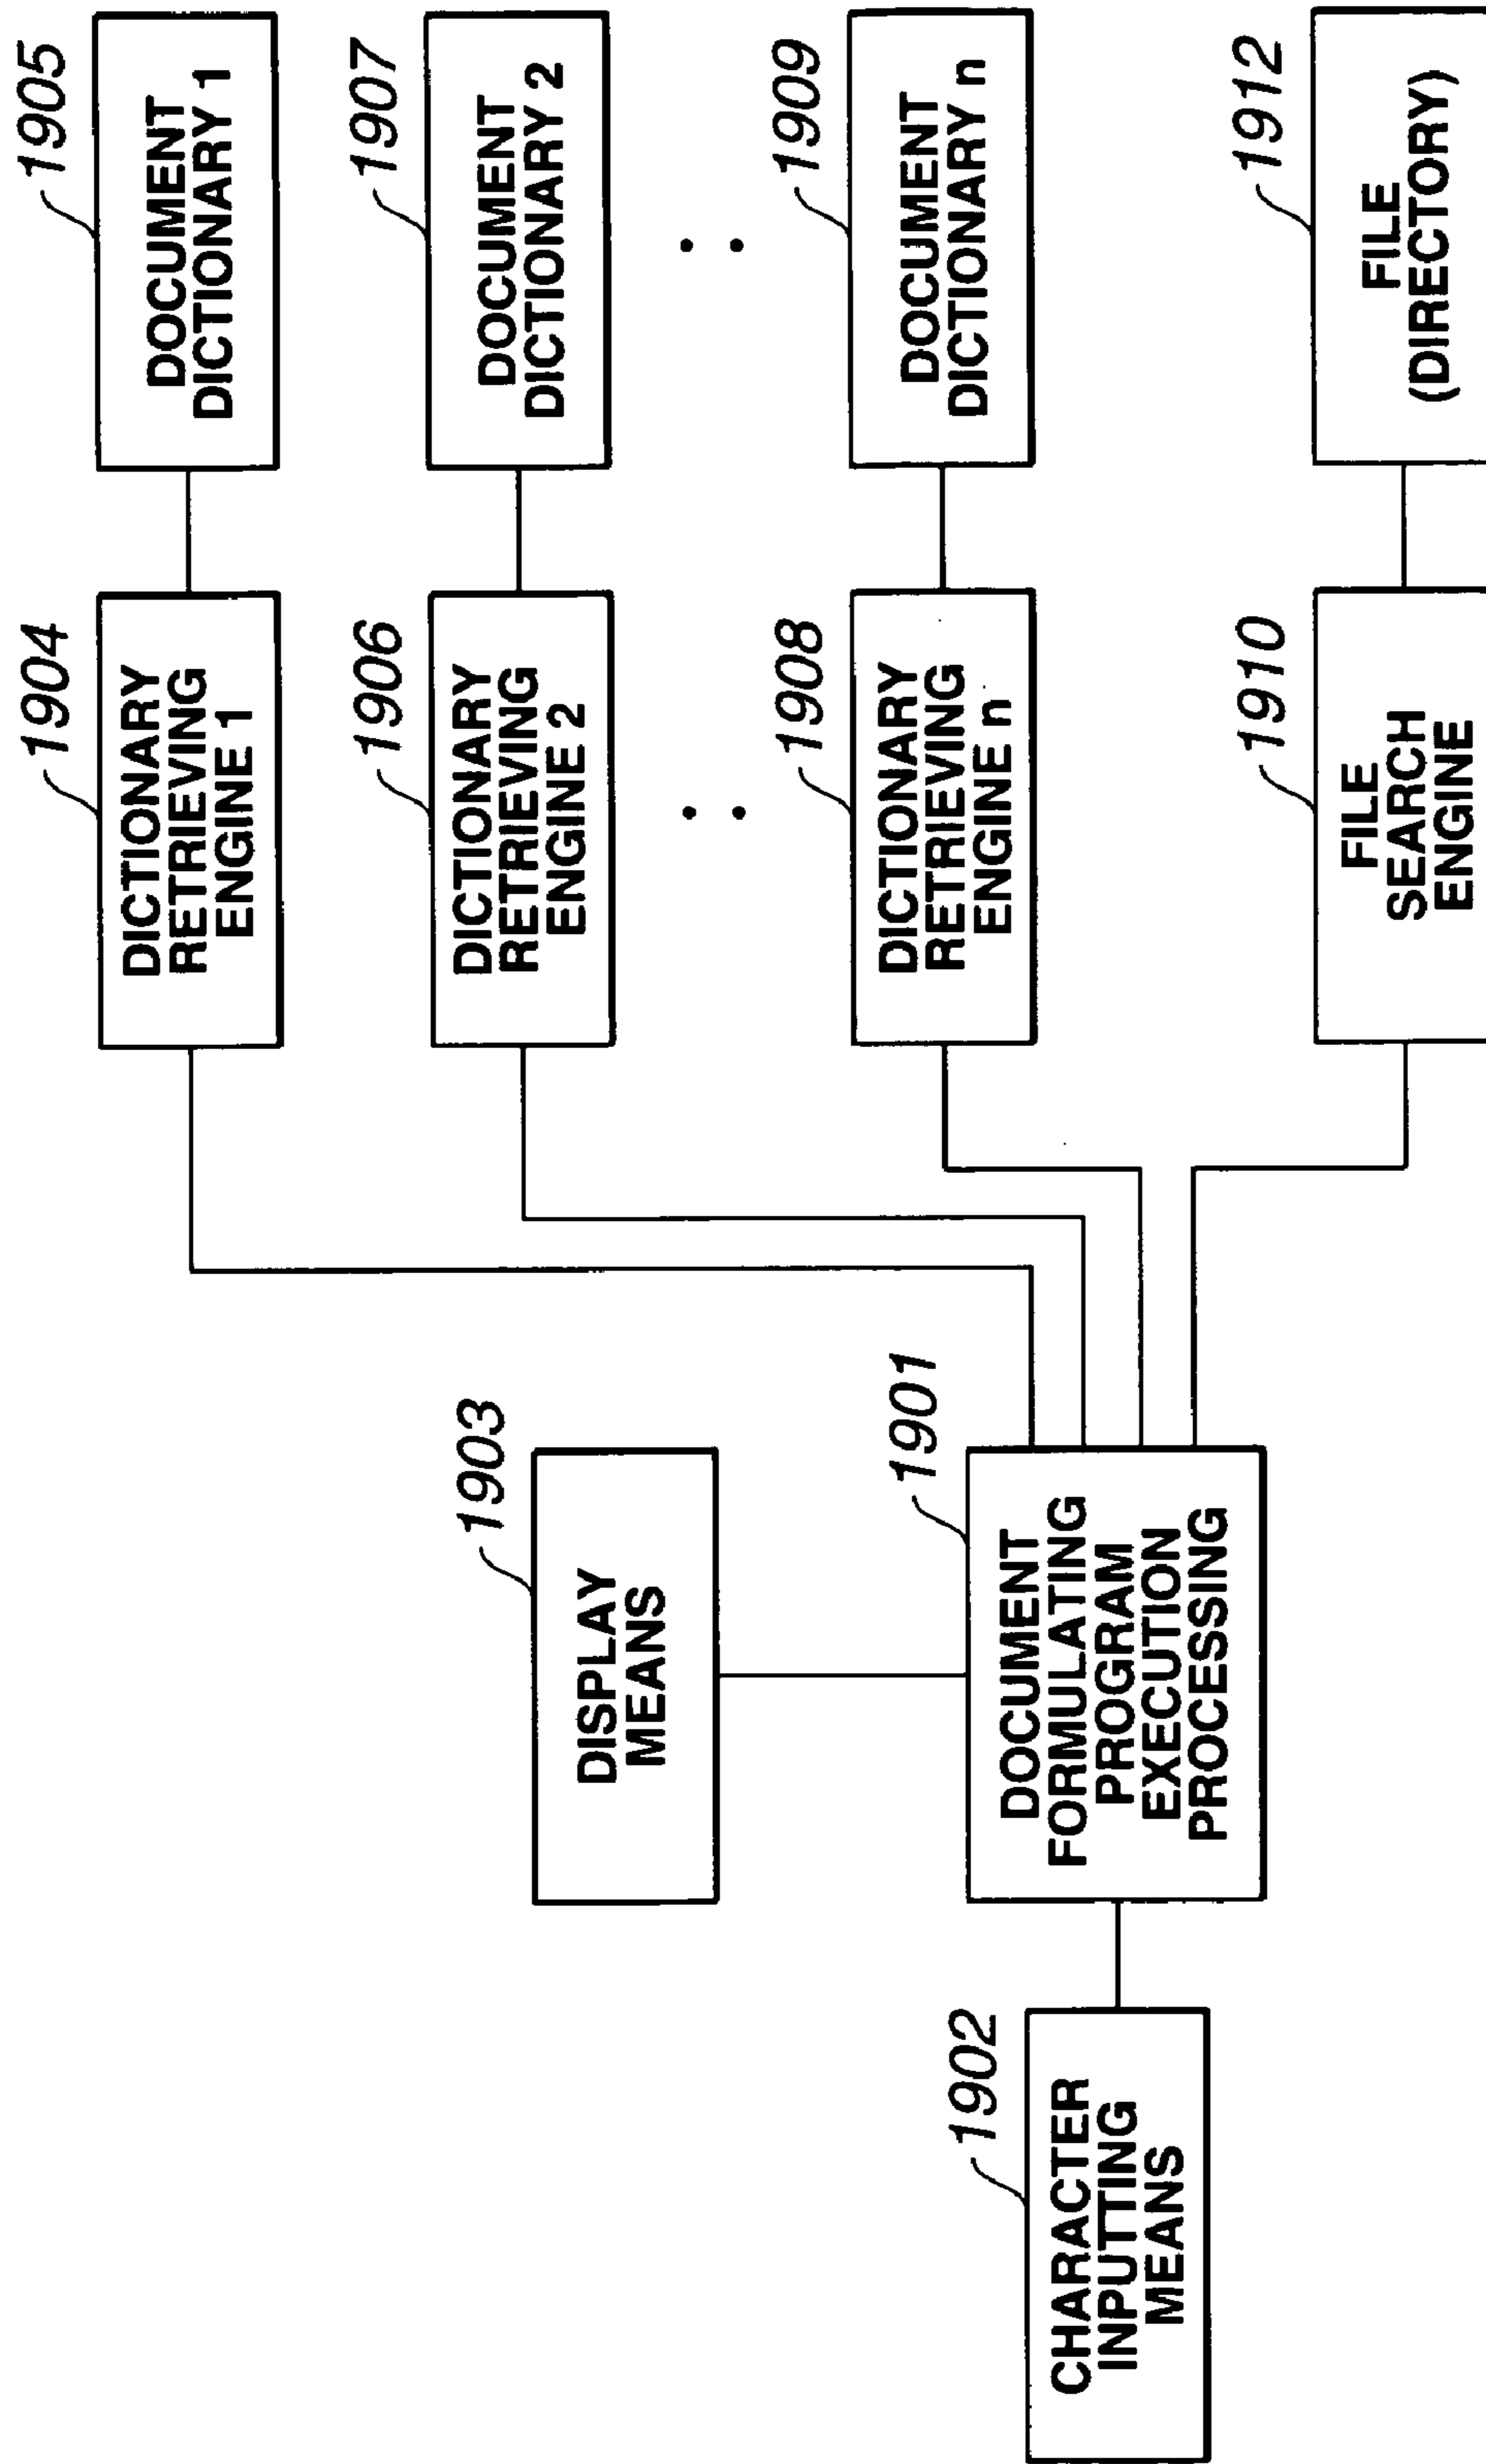 1905
DOCUMENT
DICTIONARY 1
1907
DOCUMENT
DICTIONARY 2
1909
DOCUMENT
DICTIONARY n
1912
FILE
(DIRECTORY)
1904
DICTIONARY
RETRIEVING
ENGINE 1
1906
DICTIONARY
RETRIEVING
ENGINE 2
1908
DICTIONARY
RETRIEVING
ENGINE n
1910
FILE
SEARCH
ENGINE
1903
DISPLAY
MEANS
1901
DOCUMENT
FORMULATING
PROGRAM
EXECUTION
PROCESSING
1902
CHARACTER
INPUTTING
MEANS